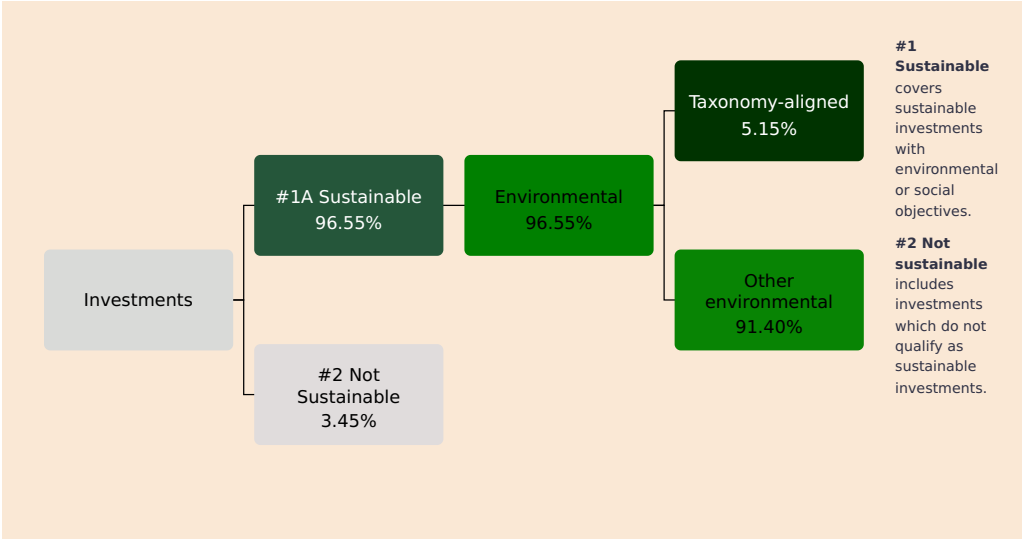 Investments
#1A Sustainable
96.55%
#2 Not
Sustainable
3.45%
Environmental
96.55%
Taxonomy-aligned
5.15%
Other
environmental
91.40%
#1
Sustainable
covers
sustainable
investments
with
environmental
or social
objectives.
#2 Not
sustainable
includes
investments
which do not
qualify as
sustainable
investments.